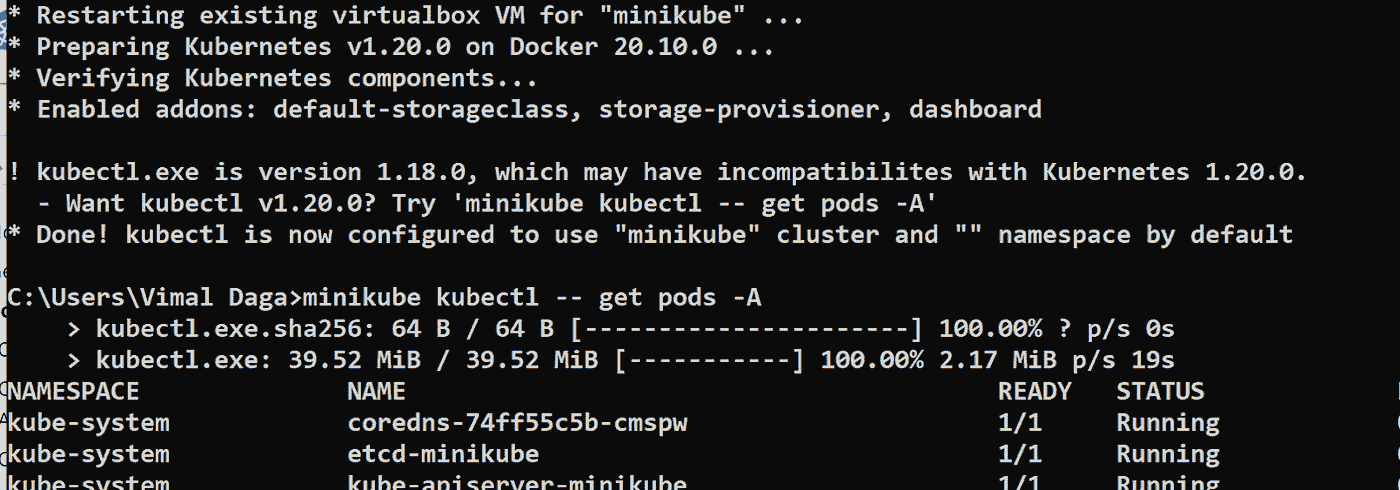 * Restarting existing virtualbox VM for "minikube" ...
* Preparing Kubernetes v1.20.0 on Docker 20.10.0 ...
* Verifying Kubernetes components...
* Enabled addons: default-storageclass, storage-provisioner, dashboard
! kubectl.exe is version 1.18.0, which may have incompatibilites with Kubernetes 1.20.0.
  - Want kubectl v1.20.0? Try 'minikube kubectl -- get pods -A'
* Done! kubectl is now configured to use "minikube" cluster and "" namespace by default
C:\Users\Vimal Daga>minikube kubectl -- get pods -A
    > kubectl.exe.sha256: 64 B / 64 B [----------------------] 100.00% ? p/s 0s
    > kubectl.exe: 39.52 MiB / 39.52 MiB [-----------] 100.00% 2.17 MiB p/s 19s
NAMESPACE NAME READY STATUS
kube-system coredns-74ff55c5b-cmspw 1/1 Running
kube-system etcd-minikube 1/1 Running
kube-system kube-apiserver-minikube 1/1 Running